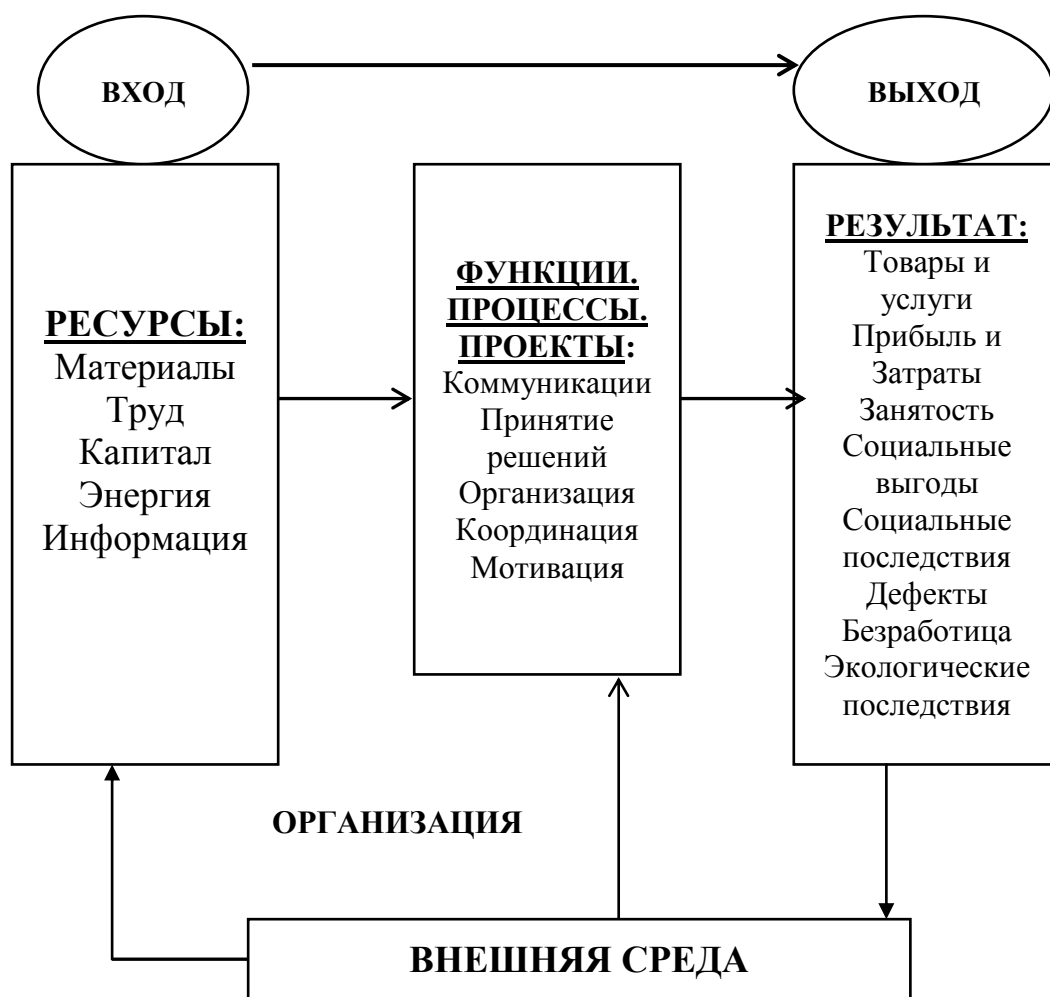 ВХОД
ВЫХОД
РЕСУРСЫ:
Материалы
Труд
Капитал
Энергия
Информация
ФУНКЦИИ.
ПРОЦЕССЫ.
ПРОЕКТЫ:
Коммуникации
Принятие
решений
Организация
Координация
Мотивация
РЕЗУЛЬТАТ:
Товары и
услуги
Прибыль и
Затраты
Занятость
Социальные
выгоды
Социальные
последствия
Дефекты
Безработица
Экологические
последствия
ОРГАНИЗАЦИЯ
ВНЕШНЯЯ СРЕДА